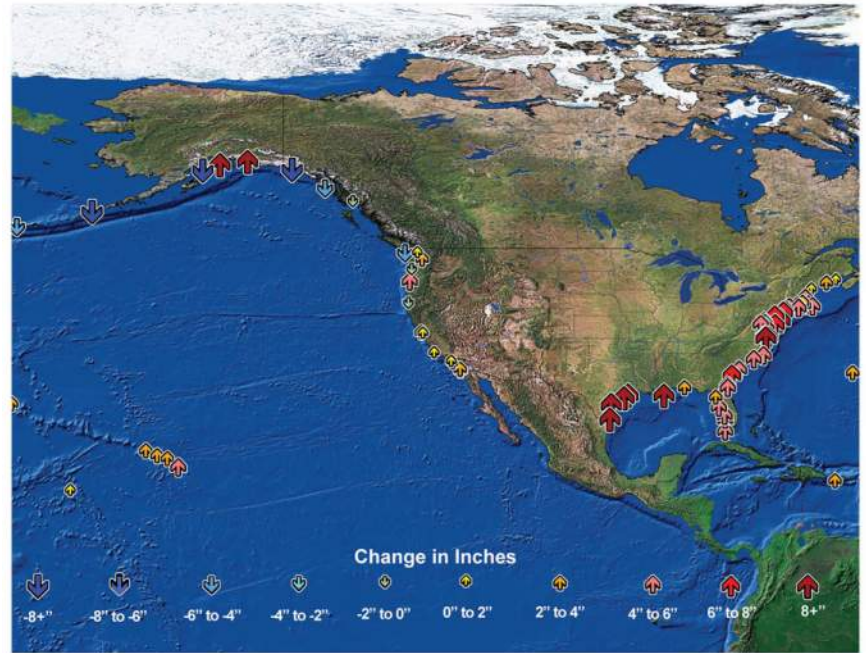 Change in Inches
-8+” -8” to -6” -6” to -4” -4” to -2” -2” to 0” 0” to 2” 2” to 4” 4” to 6” 6” to 8” 8+”